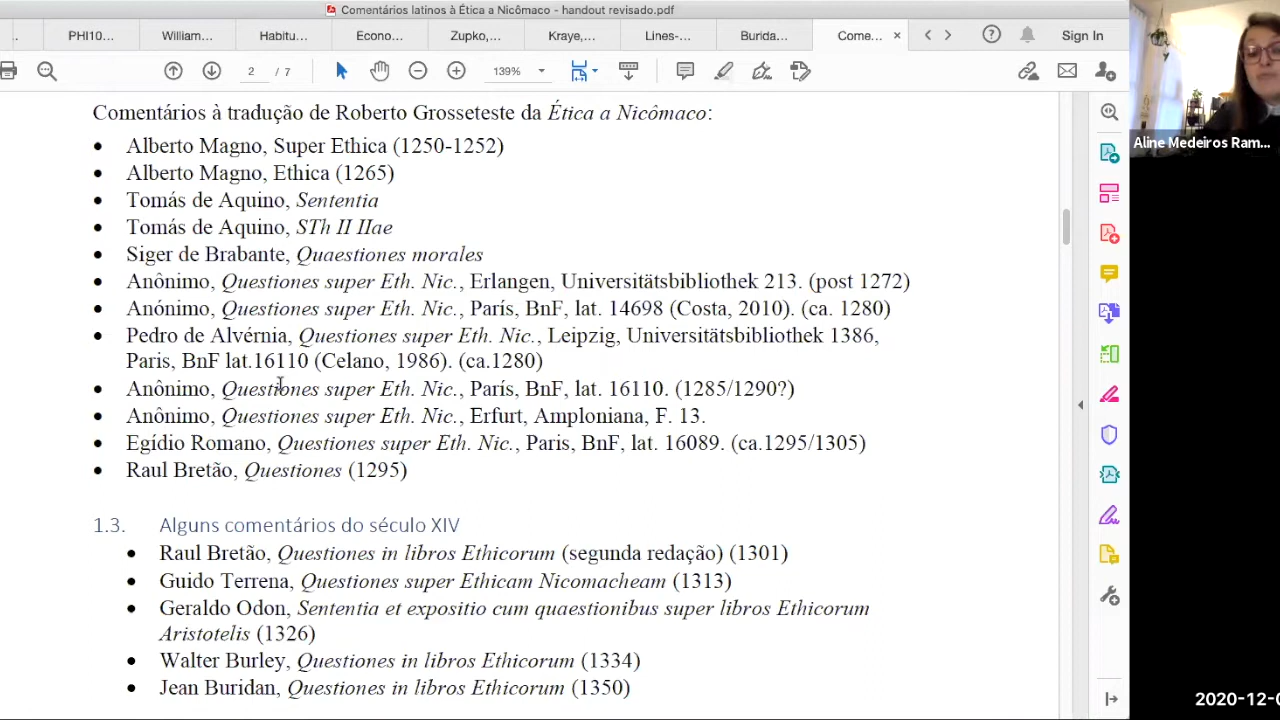 Comentários latinos à Ética a Nicômaco - handout revisado.pdf
... PHI10... William... Habitu... Econo... Zupko,... Kraye,... Lines-... Burida... Come... × Sign In
2 / 7 139%
Comentários à tradução de Roberto Grosseteste da Ética a Nicômaco:
• Alberto Magno, Super Ethica (1250-1252)
• Alberto Magno, Ethica (1265)
• Tomás de Aquino, Sententia
• Tomás de Aquino, STh II IIae
• Siger de Brabante, Quaestiones morales
• Anônimo, Questiones super Eth. Nic., Erlangen, Universitätsbibliothek 213. (post 1272)
• Anónimo, Questiones super Eth. Nic., París, BnF, lat. 14698 (Costa, 2010). (ca. 1280)
• Pedro de Alvérnia, Questiones super Eth. Nic., Leipzig, Universitätsbibliothek 1386,
Paris, BnF lat.16110 (Celano, 1986). (ca.1280)
• Anônimo, Questiones super Eth. Nic., París, BnF, lat. 16110. (1285/1290?)
• Anônimo, Questiones super Eth. Nic., Erfurt, Amploniana, F. 13.
• Egídio Romano, Questiones super Eth. Nic., Paris, BnF, lat. 16089. (ca.1295/1305)
• Raul Bretão, Questiones (1295)
1.3. Alguns comentários do século XIV
• Raul Bretão, Questiones in libros Ethicorum (segunda redação) (1301)
• Guido Terrena, Questiones super Ethicam Nicomacheam (1313)
• Geraldo Odon, Sententia et expositio cum quaestionibus super libros Ethicorum
Aristotelis (1326)
• Walter Burley, Questiones in libros Ethicorum (1334)
• Jean Buridan, Questiones in libros Ethicorum (1350)
Aline Medeiros Ram...
2020-12-0